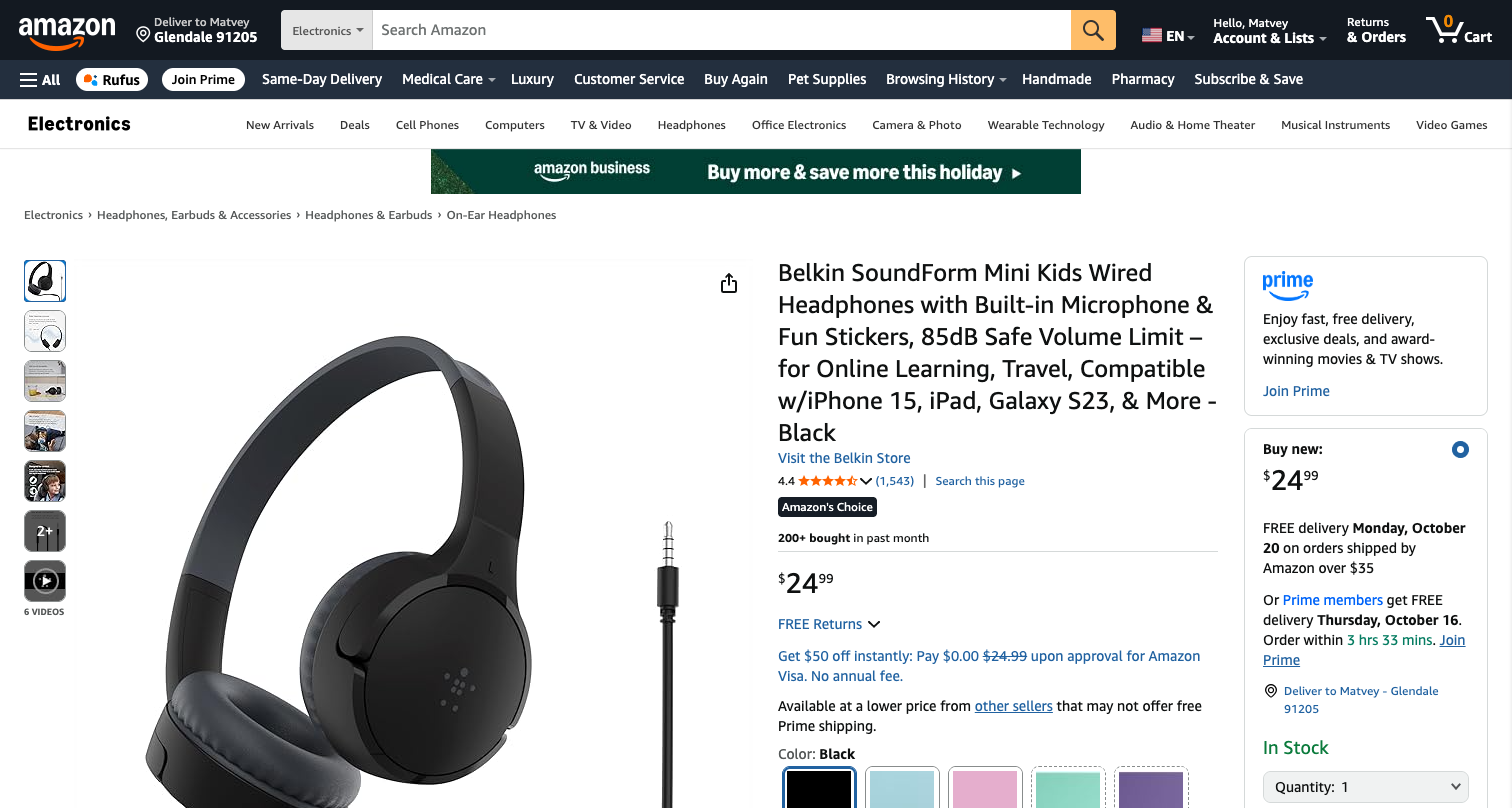 amazon
Deliver to Matvey
Glendale 91205
Electronics
Search Amazon
EN
Hello, Matvey
Account & Lists
Returns
& Orders
0
Cart
All
Rufus
Join Prime
Same-Day Delivery
Medical Care
Luxury
Customer Service
Buy Again
Pet Supplies
Browsing History
Handmade
Pharmacy
Subscribe & Save
Electronics
New Arrivals
Deals
Cell Phones
Computers
TV & Video
Headphones
Office Electronics
Camera & Photo
Wearable Technology
Audio & Home Theater
Musical Instruments
Video Games
amazon business
Buy more & save more this holiday
Electronics › Headphones, Earbuds & Accessories › Headphones & Earbuds › On-Ear Headphones
2+
6 VIDEOS
L
Belkin SoundForm Mini Kids Wired
Headphones with Built-in Microphone &
Fun Stickers, 85dB Safe Volume Limit –
for Online Learning, Travel, Compatible
w/iPhone 15, iPad, Galaxy S23, & More -
Black
Visit the Belkin Store
4.4 (1,543) | Search this page
Amazon's Choice
200+ bought in past month
$24 99
FREE Returns
Get $50 off instantly: Pay $0.00 $24.99 upon approval for Amazon
Visa. No annual fee.
Available at a lower price from other sellers that may not offer free
Prime shipping.
Color: Black
prime
Enjoy fast, free delivery,
exclusive deals, and award-
winning movies & TV shows.
Join Prime
Buy new:
$24 99
FREE delivery Monday, October
20 on orders shipped by
Amazon over $35
Or Prime members get FREE
delivery Thursday, October 16.
Order within 3 hrs 33 mins. Join
Prime
Deliver to Matvey - Glendale
91205
In Stock
Quantity: 1